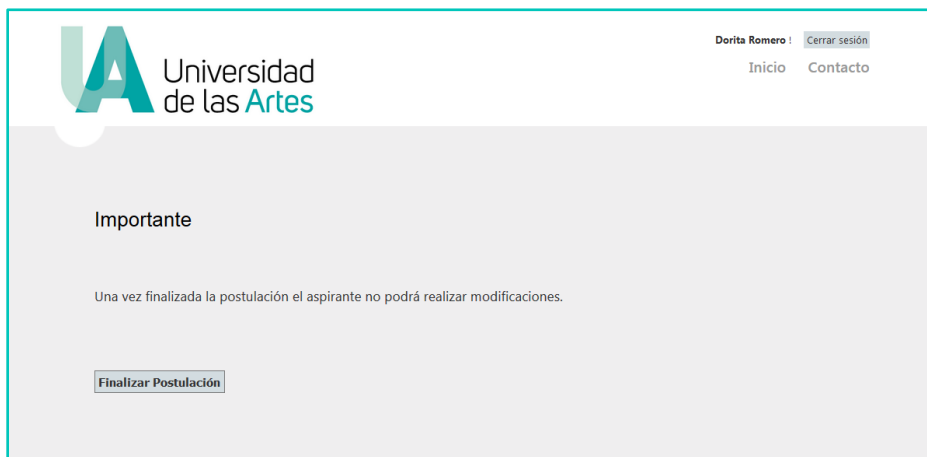 UA
Universidad
de las Artes
Dorita Romero ! Cerrar sesión
Inicio Contacto
Importante
Una vez finalizada la postulación el aspirante no podrá realizar modificaciones.
Finalizar Postulación